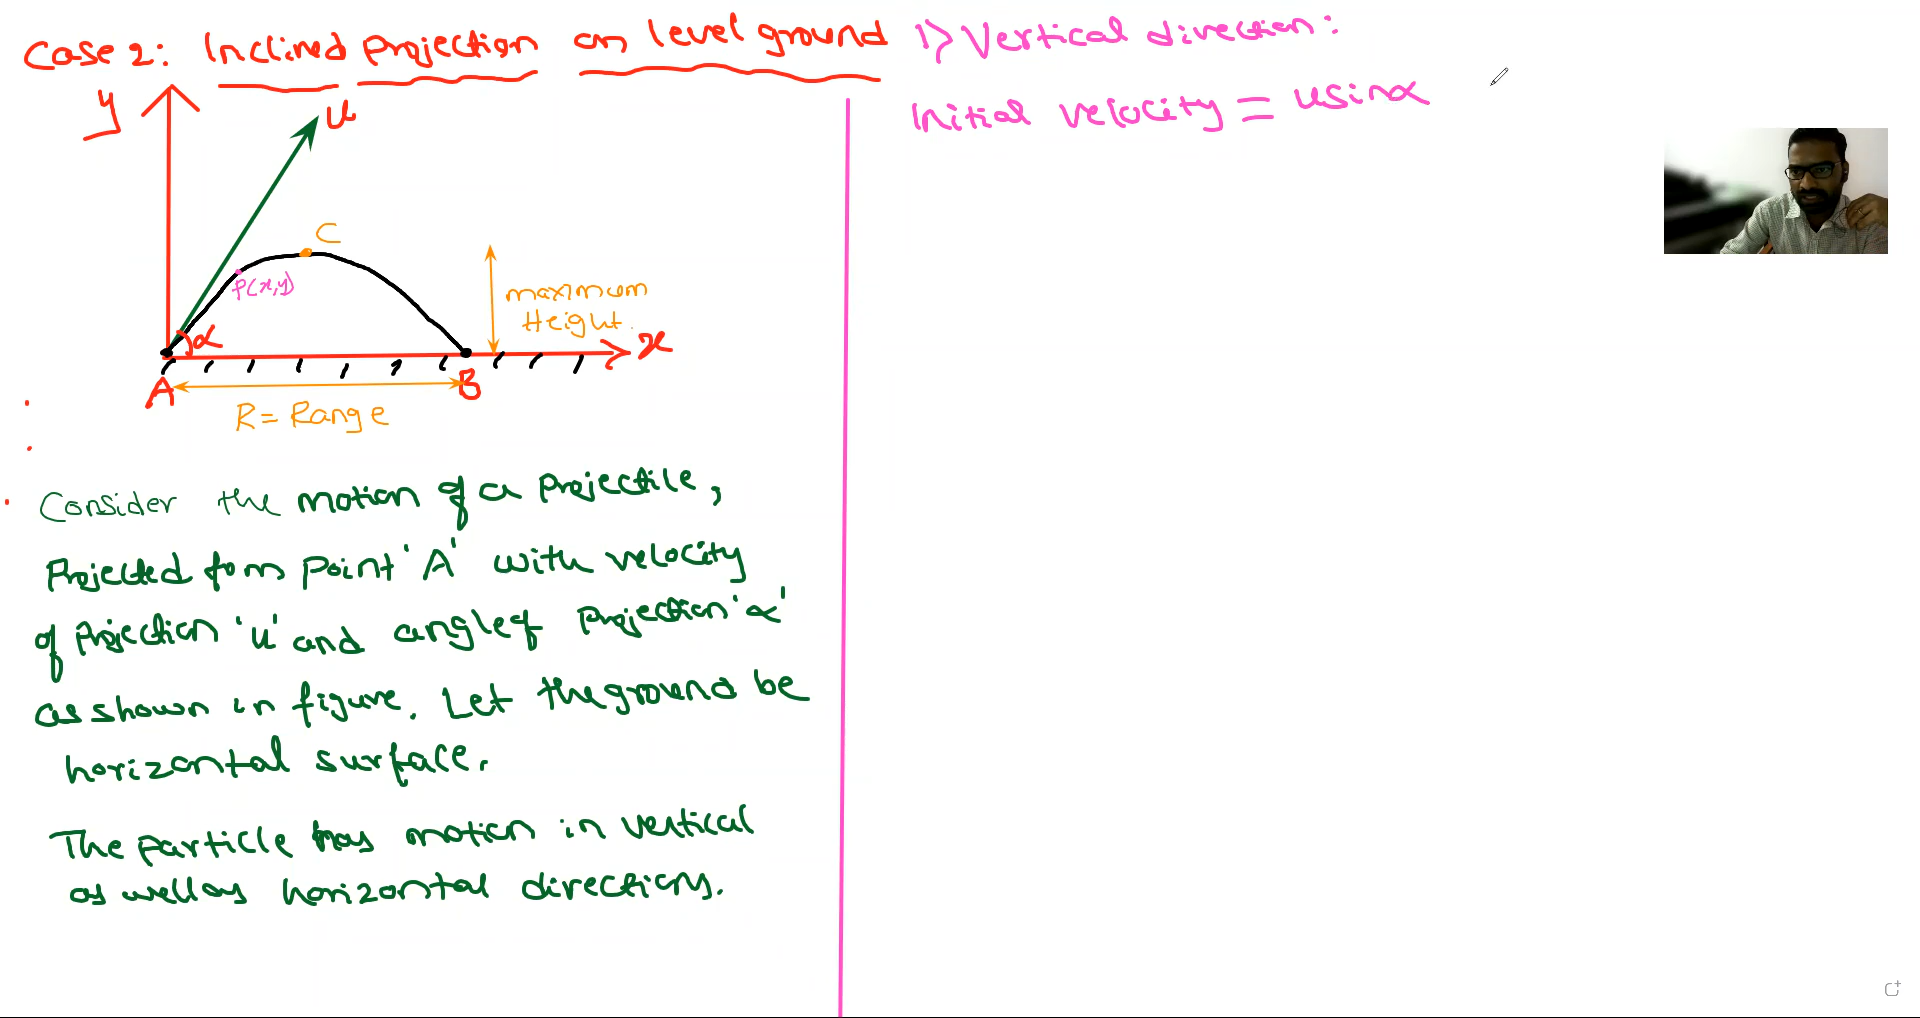 Case 2: Inclined projection on level ground
y
u
C
P(x,y)
maximum
Height.
α
x
A
B
R = Range
Consider the motion of a projectile,
Projected from point 'A' with velocity
of projection 'u' and angle of projection 'α'
as shown in figure. Let the ground be
horizontal surface.
The particle has motion in vertical
as well as horizontal directions.
1) Vertical direction:
Initial velocity = u sinα